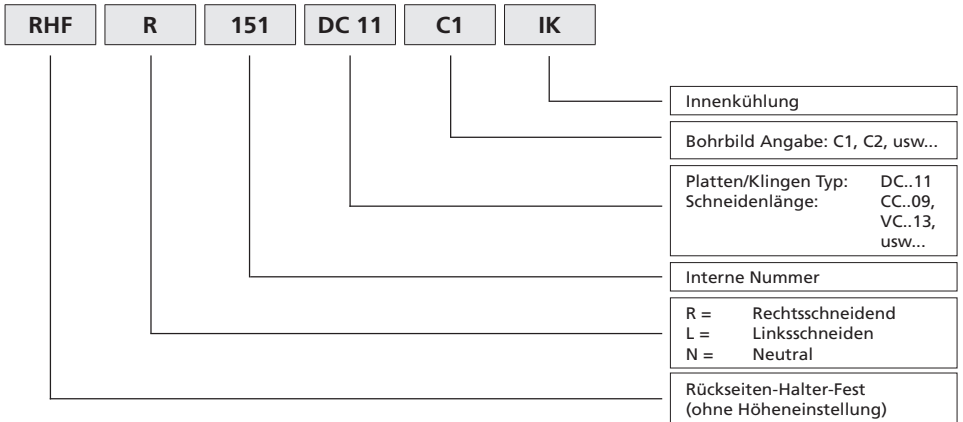 RHF R 151 DC 11 C1 IK
Innenkühlung
Bohrbild Angabe: C1, C2, usw...
Platten/Klingen Typ: DC..11
Schneidenlänge: CC..09,
VC..13,
usw...
Interne Nummer
R = Rechtsschneidend
L = Linksschneiden
N = Neutral
Rückseiten-Halter-Fest
(ohne Höheneinstellung)